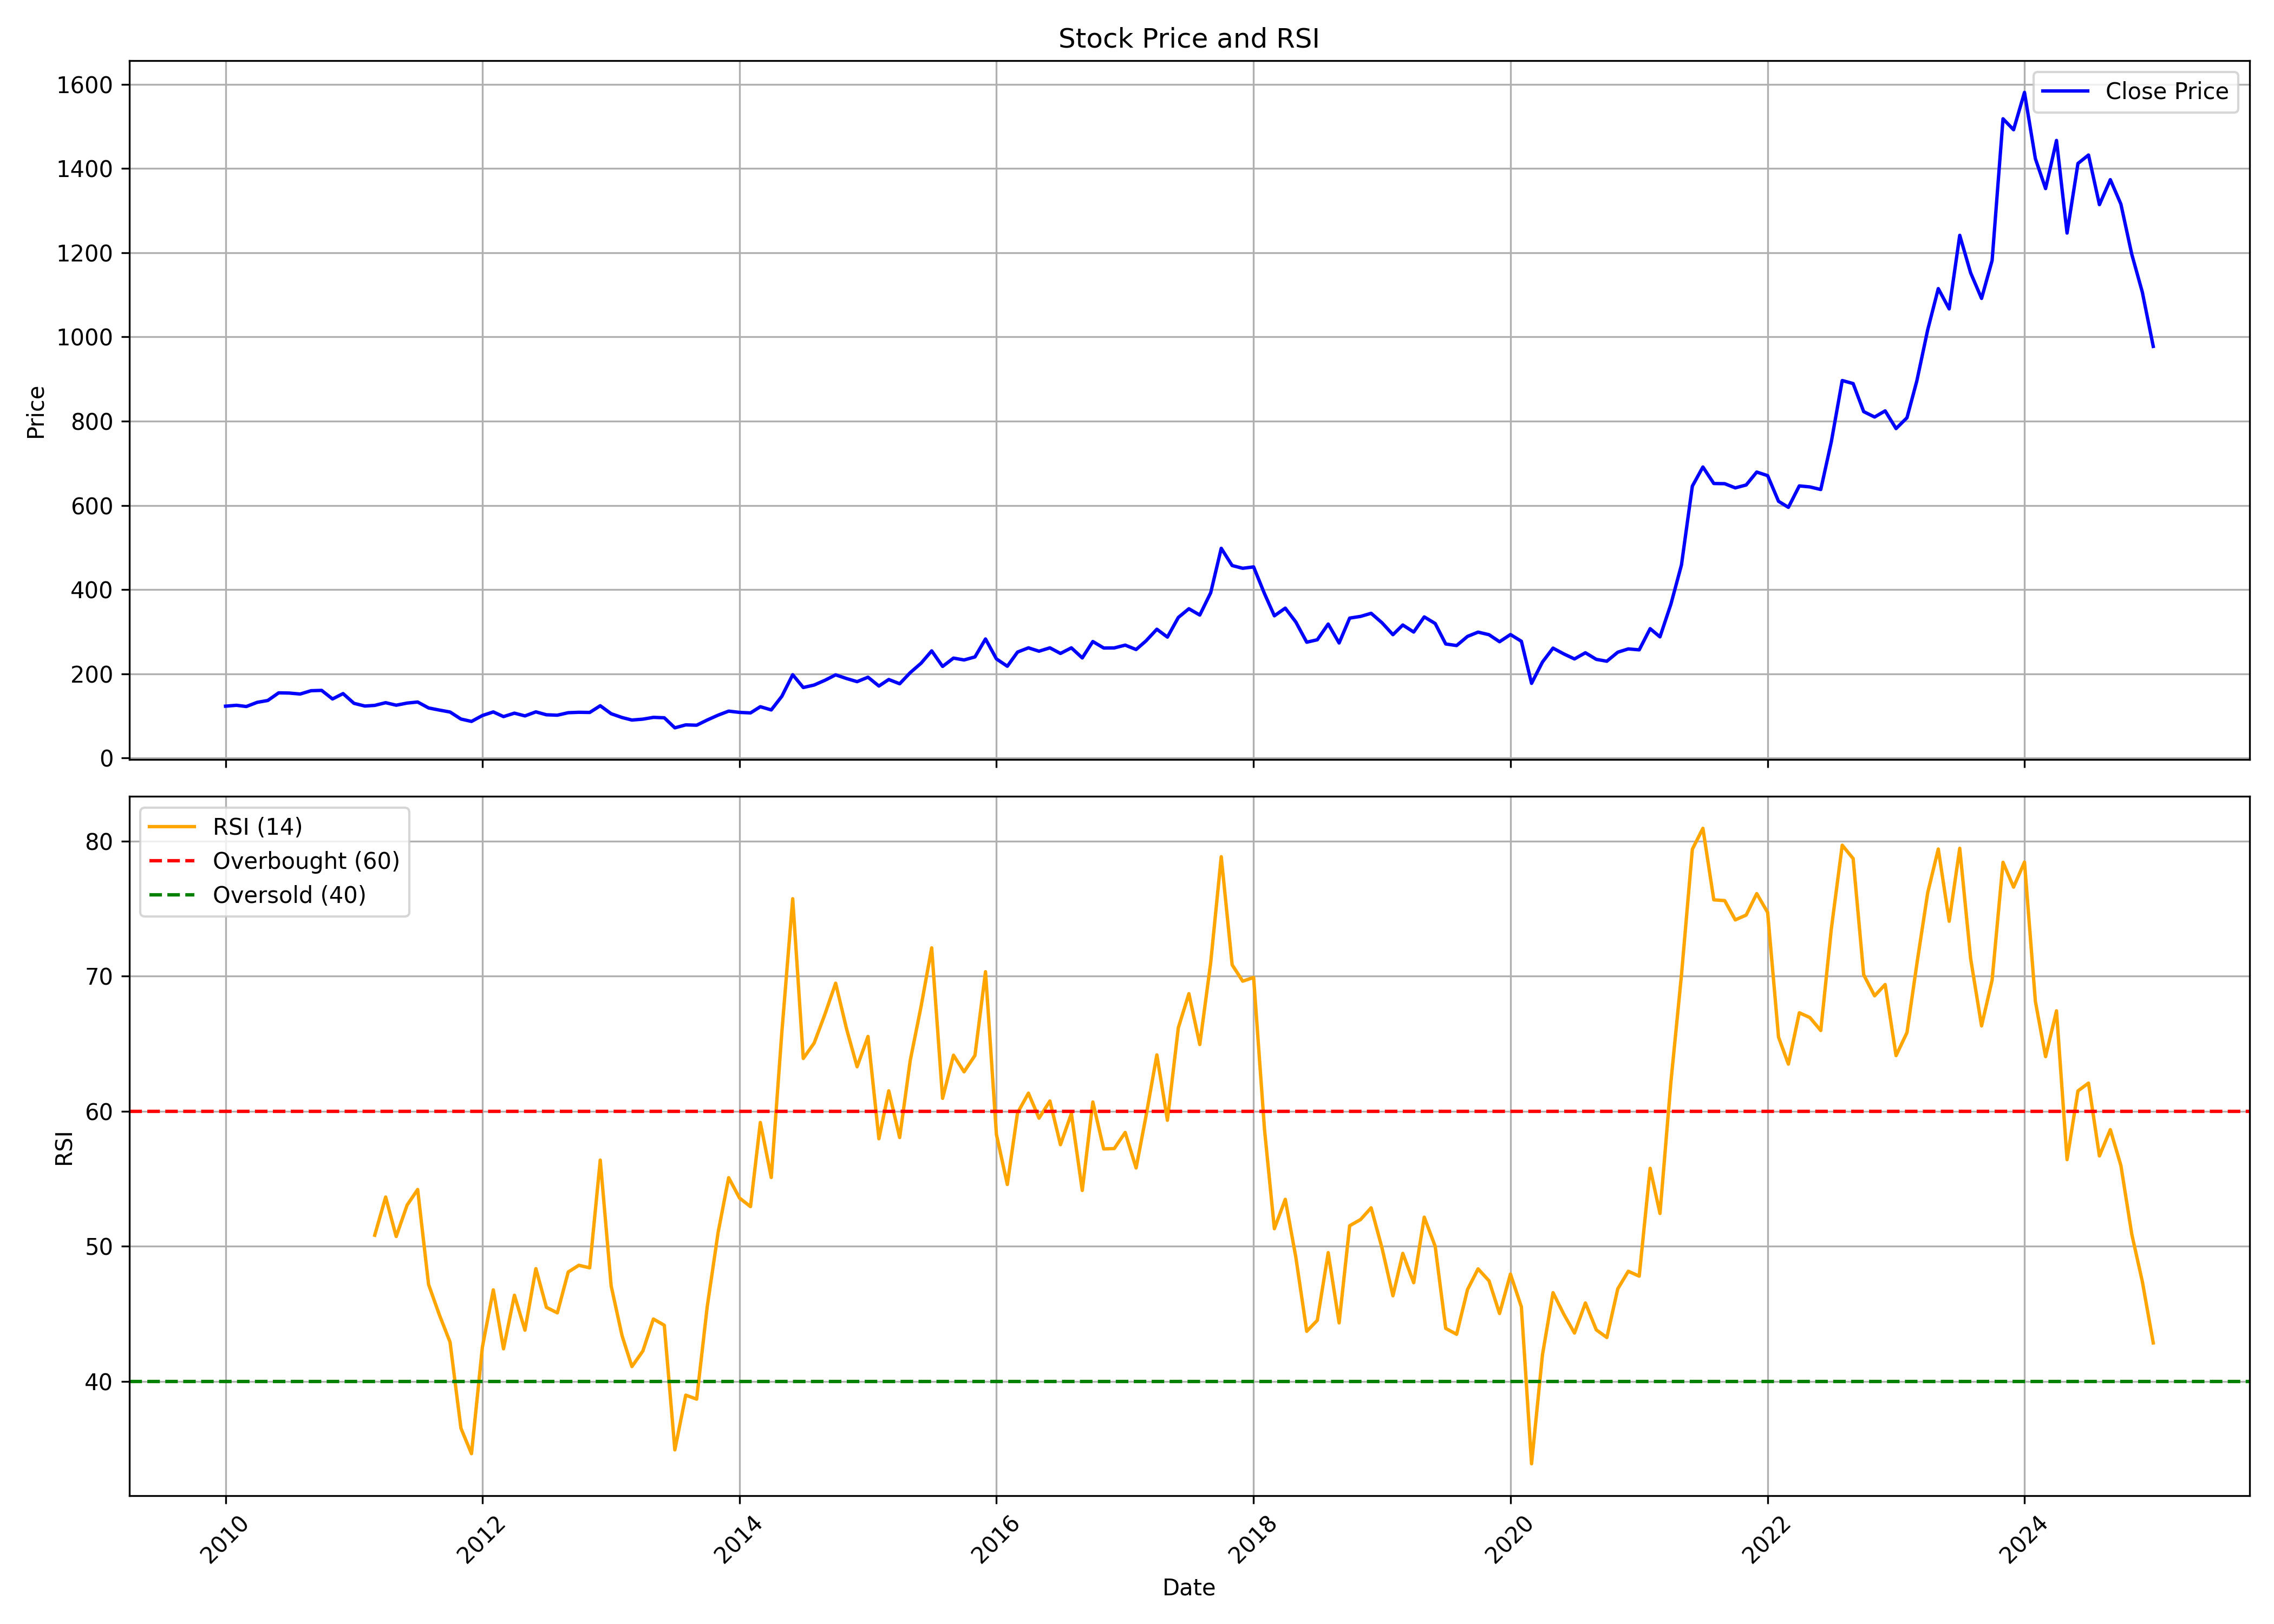 Stock Price and RSI
1600
1400
1200
1000
800
600
400
200
0
Price
Close Price
80
70
60
50
40
RSI
RSI (14)
Overbought (60)
Oversold (40)
2010
2012
2014
2016
2018
2020
2022
2024
Date